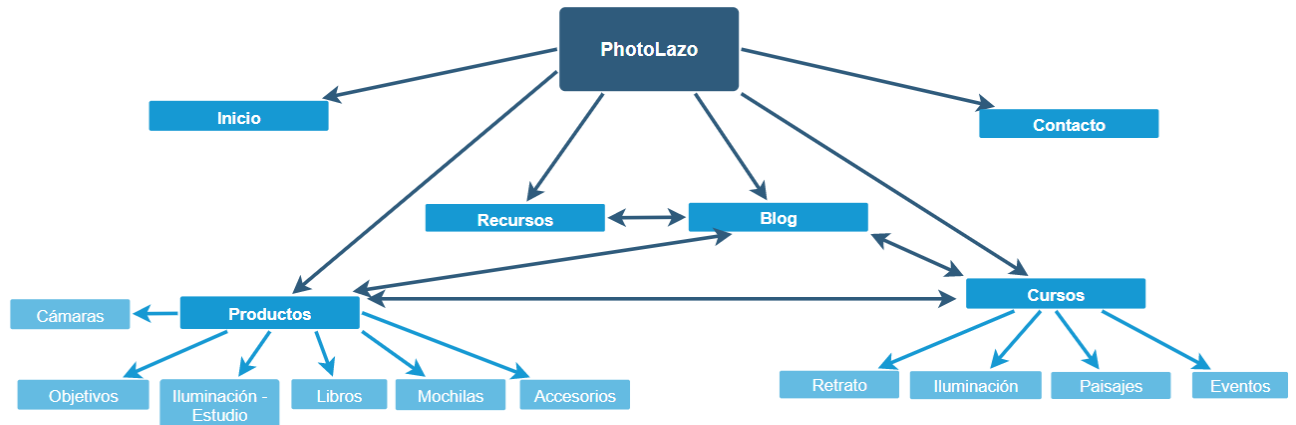 PhotoLazo
Inicio
Contacto
Recursos
Blog
Cursos
Productos
Cámaras
Objetivos
Iluminación -
Estudio
Libros
Mochilas
Accesorios
Retrato
Iluminación
Paisajes
Eventos